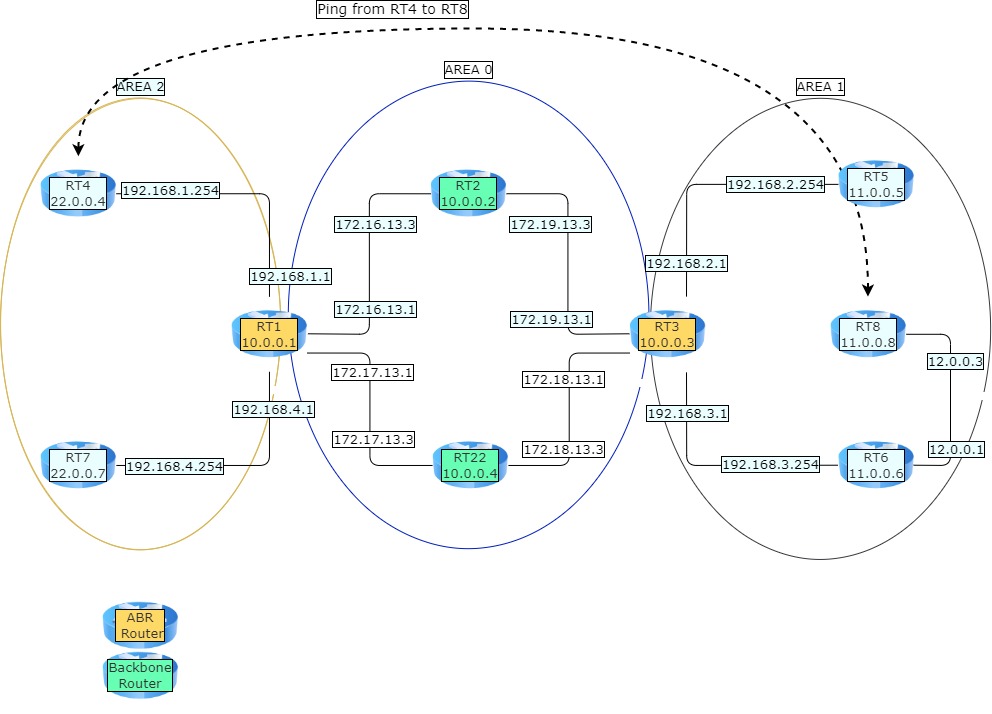 Ping from RT4 to RT8
AREA 0
AREA 2
AREA 1
RT4
22.0.0.4
192.168.1.254
RT2
10.0.0.2
192.168.2.254
RT5
11.0.0.5
172.16.13.3
172.19.13.3
192.168.1.1
192.168.2.1
172.16.13.1
172.19.13.1
RT1
10.0.0.1
RT3
10.0.0.3
RT8
11.0.0.8
12.0.0.3
172.17.13.1
172.18.13.1
192.168.4.1
192.168.3.1
172.17.13.3
172.18.13.3
12.0.0.1
RT7
22.0.0.7
192.168.4.254
RT22
10.0.0.4
192.168.3.254
RT6
11.0.0.6
ABR
Router
Backbone
Router